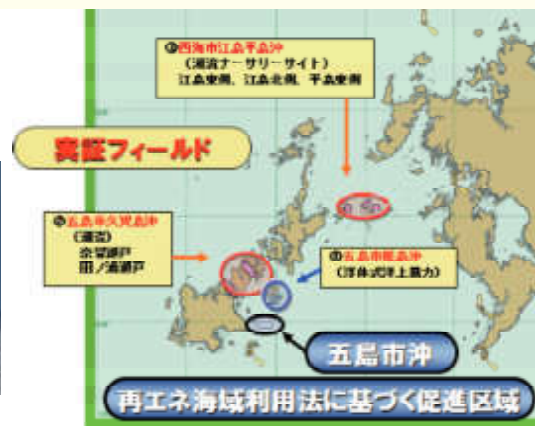 ①西海市江島平島沖
(潮流ナーサリーサイト)
江島東側、江島北側、平島東側
実証フィールド
五島市久賀島沖
(潮流)
奈留瀬戸
田ノ浦瀬戸
五島市椛島沖
(浮体式洋上風力)
五島市沖
再エネ海域利用法に基づく促進区域